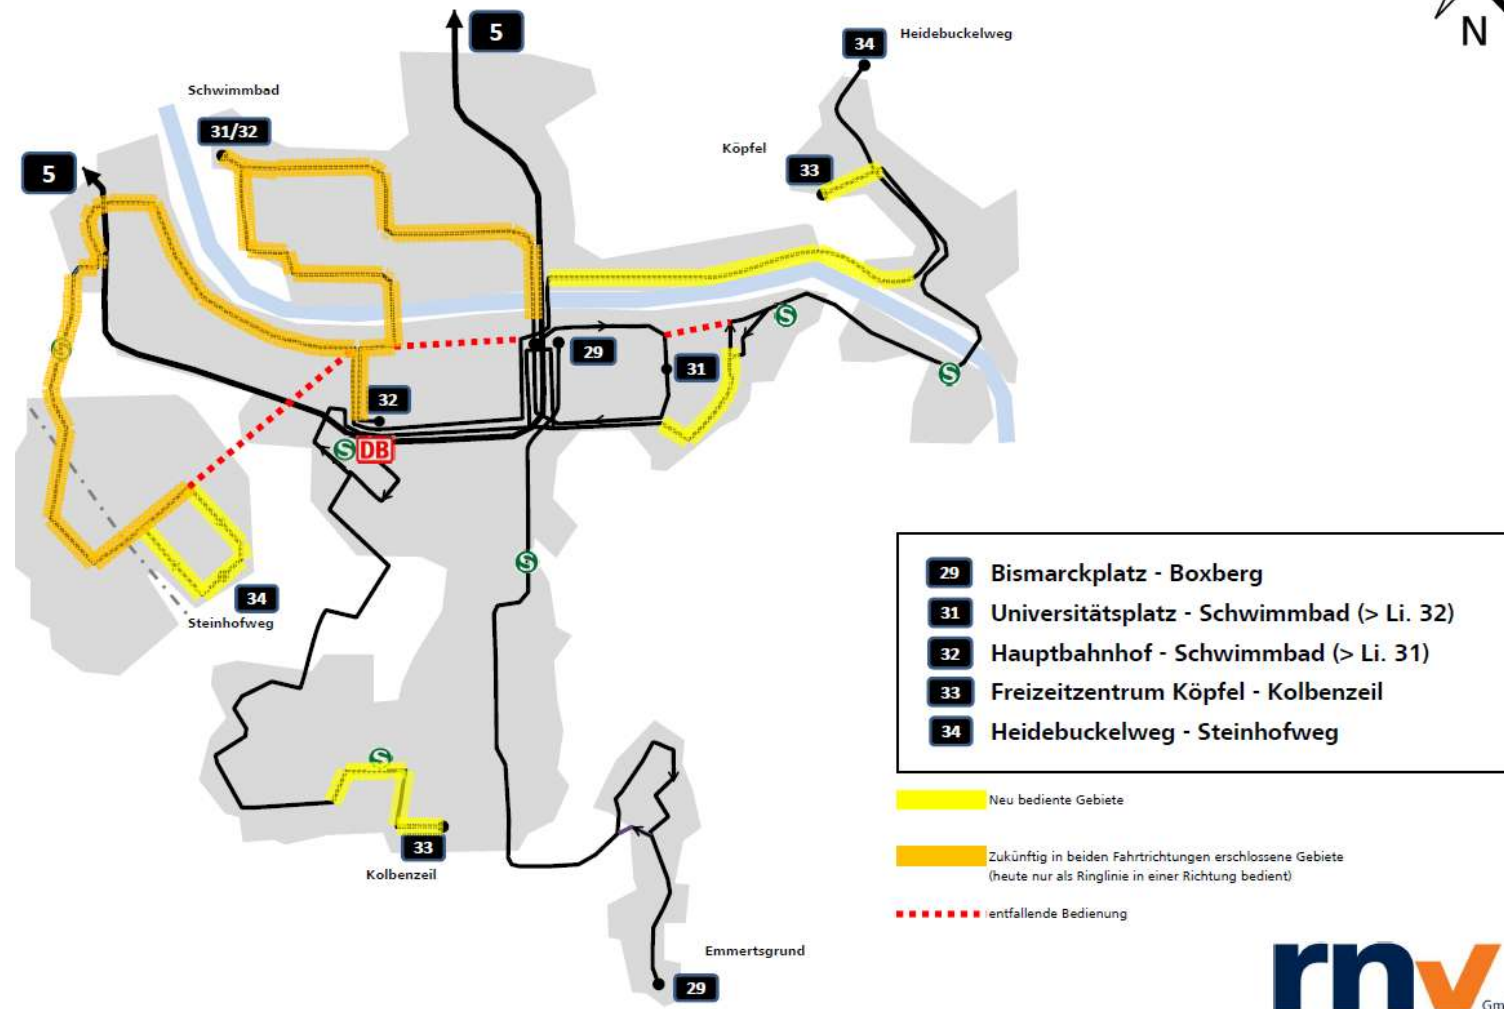 5
34
Heidebuckelweg
N
Schwimmbad
31/32
Köpfel
33
5
S
S
29
31
S
32
S DB
S
34
Steinhofweg
S
33
Kolbenzeil
Emmertsgrund
29
29 Bismarckplatz - Boxberg
31 Universitätsplatz - Schwimmbad (> Li. 32)
32 Hauptbahnhof - Schwimmbad (> Li. 31)
33 Freizeitzentrum Köpfel - Kolbenzeil
34 Heidebuckelweg - Steinhofweg
Neu bediente Gebiete
Zukünftig in beiden Fahrtrichtungen erschlossene Gebiete
(heute nur als Ringlinie in einer Richtung bedient)
entfallende Bedienung
rnv